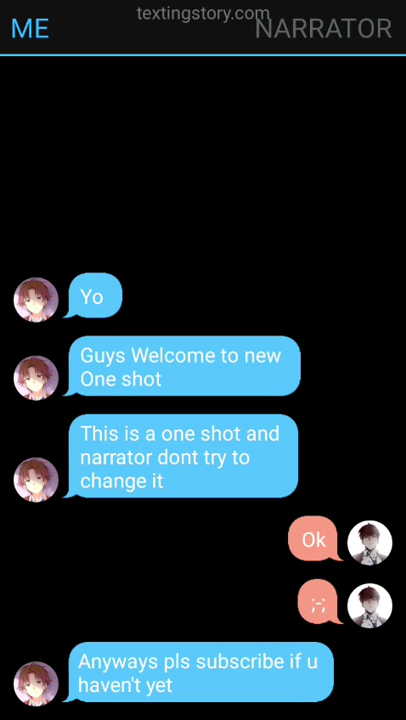 textingstory.com
ME NARRATOR
Yo
Guys Welcome to new
One shot
This is a one shot and
narrator dont try to
change it
Ok
;-;
Anyways pls subscribe if u
haven't yet